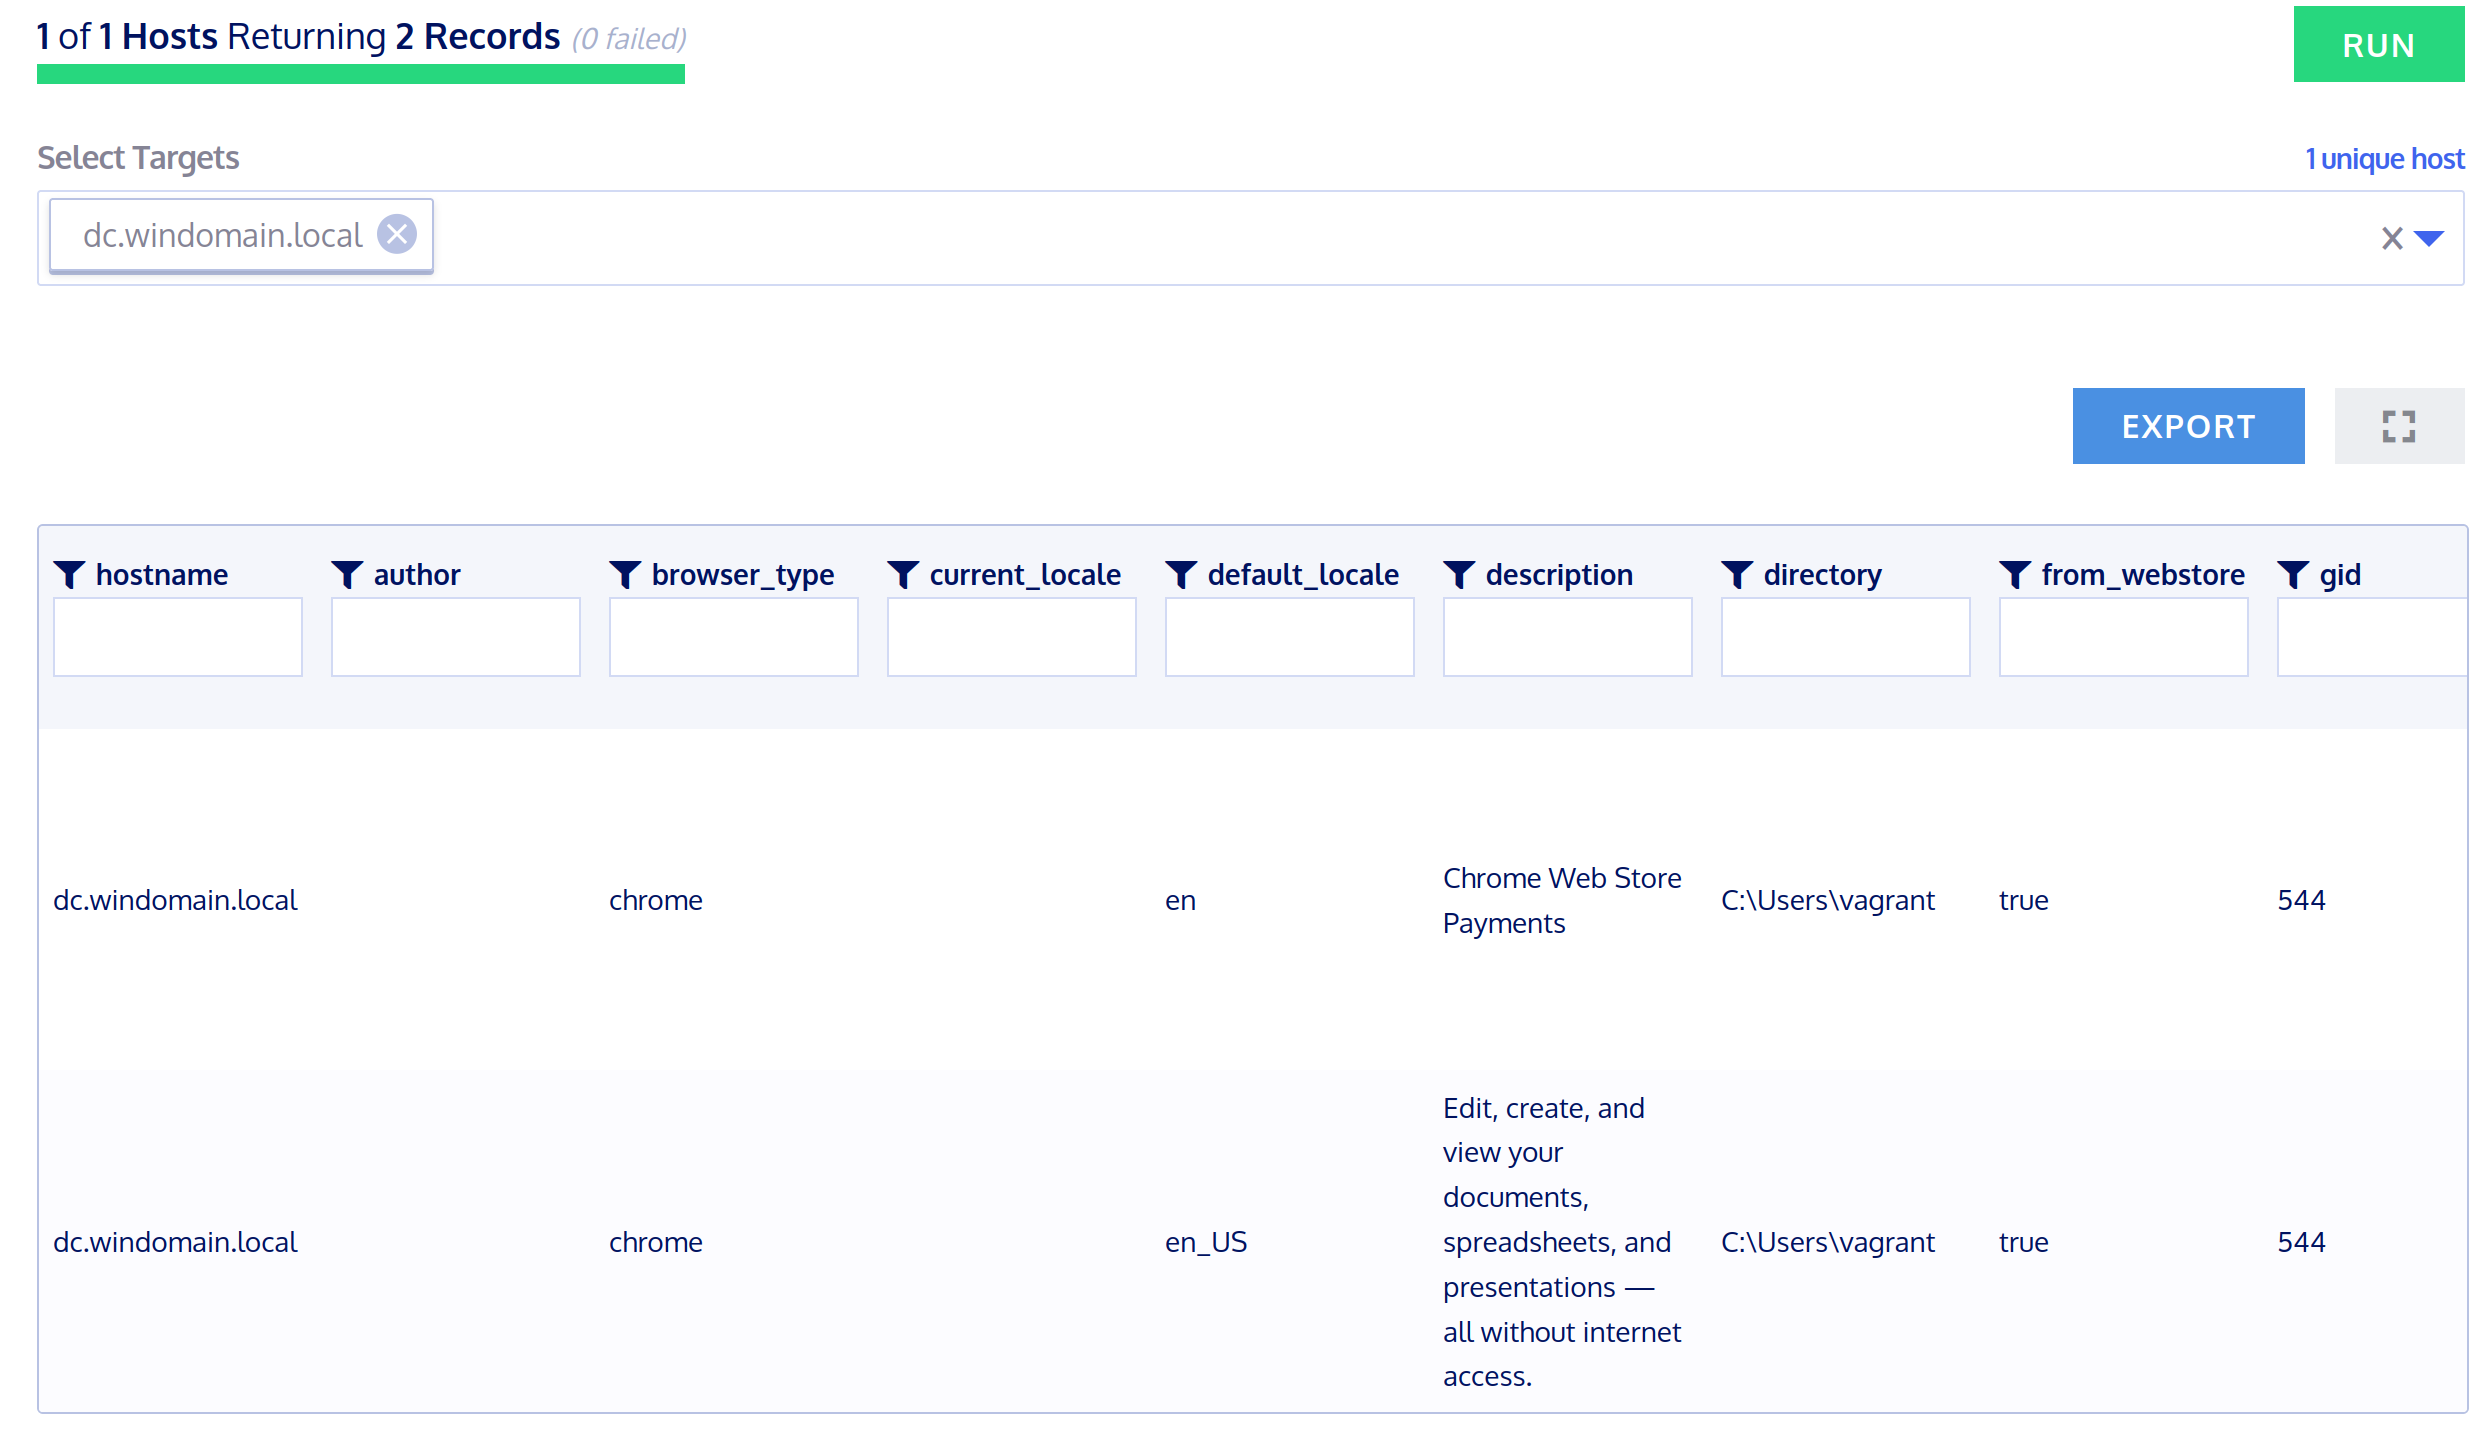 1 of 1 Hosts Returning 2 Records (0 failed)
RUN
Select Targets
1 unique host
dc.windomain.local
EXPORT
hostname author browser_type current_locale default_locale description directory from_webstore gid
dc.windomain.local chrome en Chrome Web Store Payments C:\Users\vagrant true 544
dc.windomain.local chrome en_US Edit, create, and
view your
documents,
spreadsheets, and C:\Users\vagrant true 544
presentations —
all without internet
access.